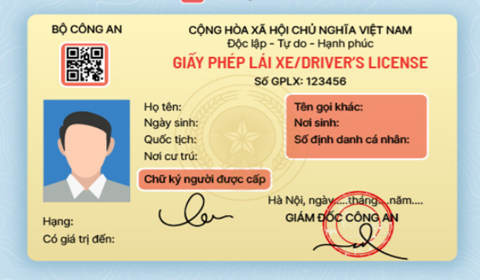 BỘ CÔNG AN
CỘNG HÒA XÃ HỘI CHỦ NGHĨA VIỆT NAM
Độc lập - Tự do - Hạnh phúc
GIẤY PHÉP LÁI XE/DRIVER'S LICENSE
Số GPLX: 123456
Họ tên:
Ngày sinh:
Quốc tịch:
Nơi cư trú:
Tên gọi khác:
Nơi sinh:
Số định danh cá nhân:
Chữ ký người được cấp
Hà Nội, ngày.....tháng....năm....
GIÁM ĐỐC CÔNG AN
Hạng:
Có giá trị đến: